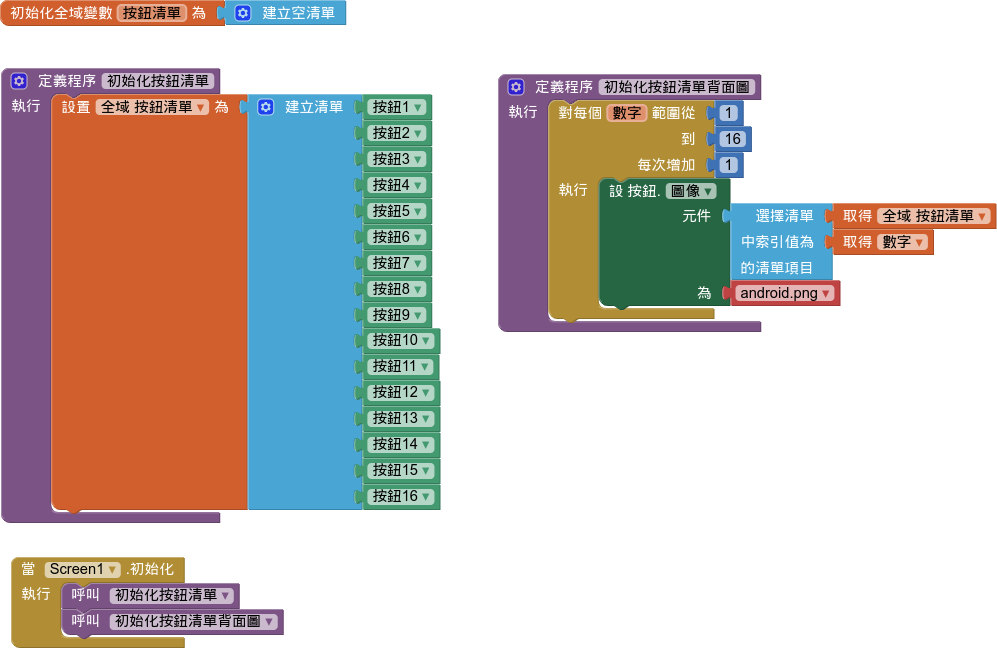 初始化全域變數 按鈕清單 為 建立空清單
定義程序 初始化按鈕清單
執行 設置 全域 按鈕清單 為 建立清單 按鈕1
按鈕2
按鈕3
按鈕4
按鈕5
按鈕6
按鈕7
按鈕8
按鈕9
按鈕10
按鈕11
按鈕12
按鈕13
按鈕14
按鈕15
按鈕16
定義程序 初始化按鈕清單背面圖
執行 對每個 數字 範圍從 1
到 16
每次增加 1
執行 設 按鈕. 圖像
元件 選擇清單 取得 全域 按鈕清單
中索引值為 取得 數字
的清單項目
為 android.png
當 Screen1 .初始化
執行 呼叫 初始化按鈕清單
呼叫 初始化按鈕清單背面圖